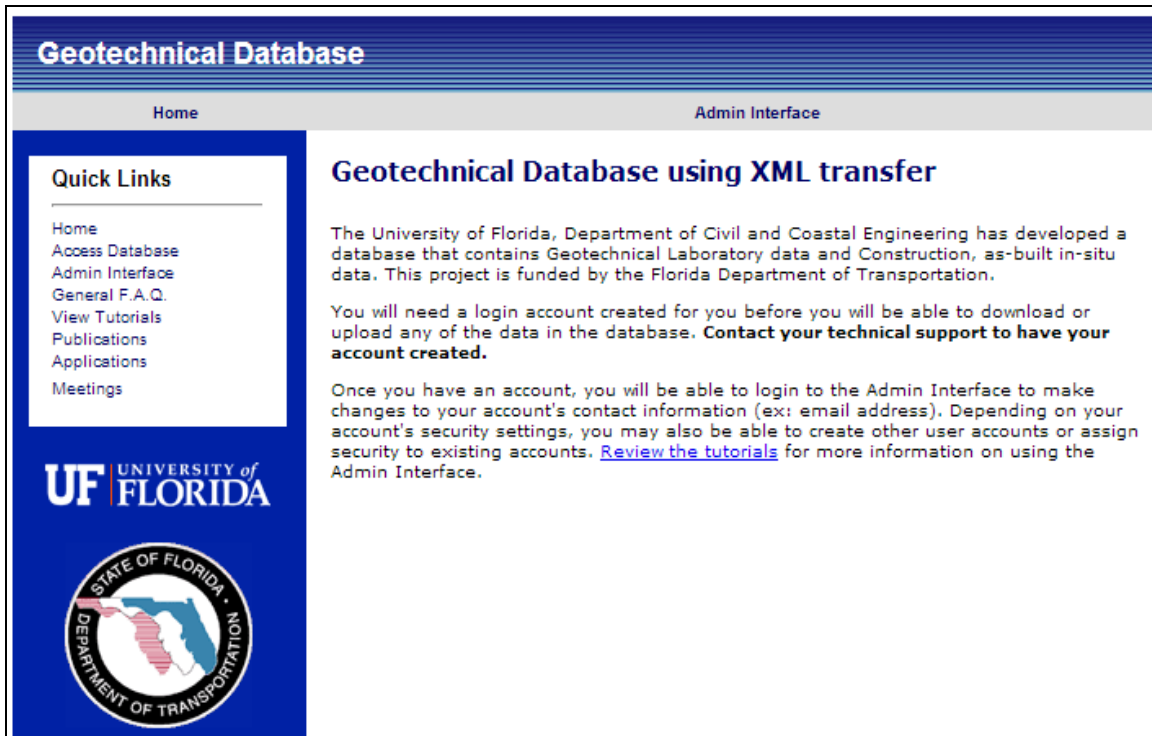 Geotechnical Database
Home
Admin Interface
Quick Links
Home
Access Database
Admin Interface
General F.A.Q.
View Tutorials
Publications
Applications
Meetings
UF UNIVERSITY of
FLORIDA
STATE OF FLORIDA •
DEPARTMENT OF TRANSPORTATION
Geotechnical Database using XML transfer
The University of Florida, Department of Civil and Coastal Engineering has developed a
database that contains Geotechnical Laboratory data and Construction, as-built in-situ
data. This project is funded by the Florida Department of Transportation.
You will need a login account created for you before you will be able to download or
upload any of the data in the database. Contact your technical support to have your
account created.
Once you have an account, you will be able to login to the Admin Interface to make
changes to your account's contact information (ex: email address). Depending on your
account's security settings, you may also be able to create other user accounts or assign
security to existing accounts. Review the tutorials for more information on using the
Admin Interface.